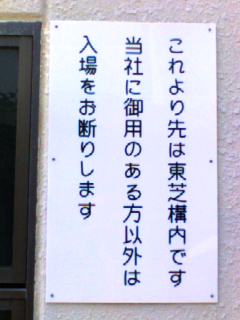 これより先は東芝構内です
当社に御用のある方以外は
入場をお断りします